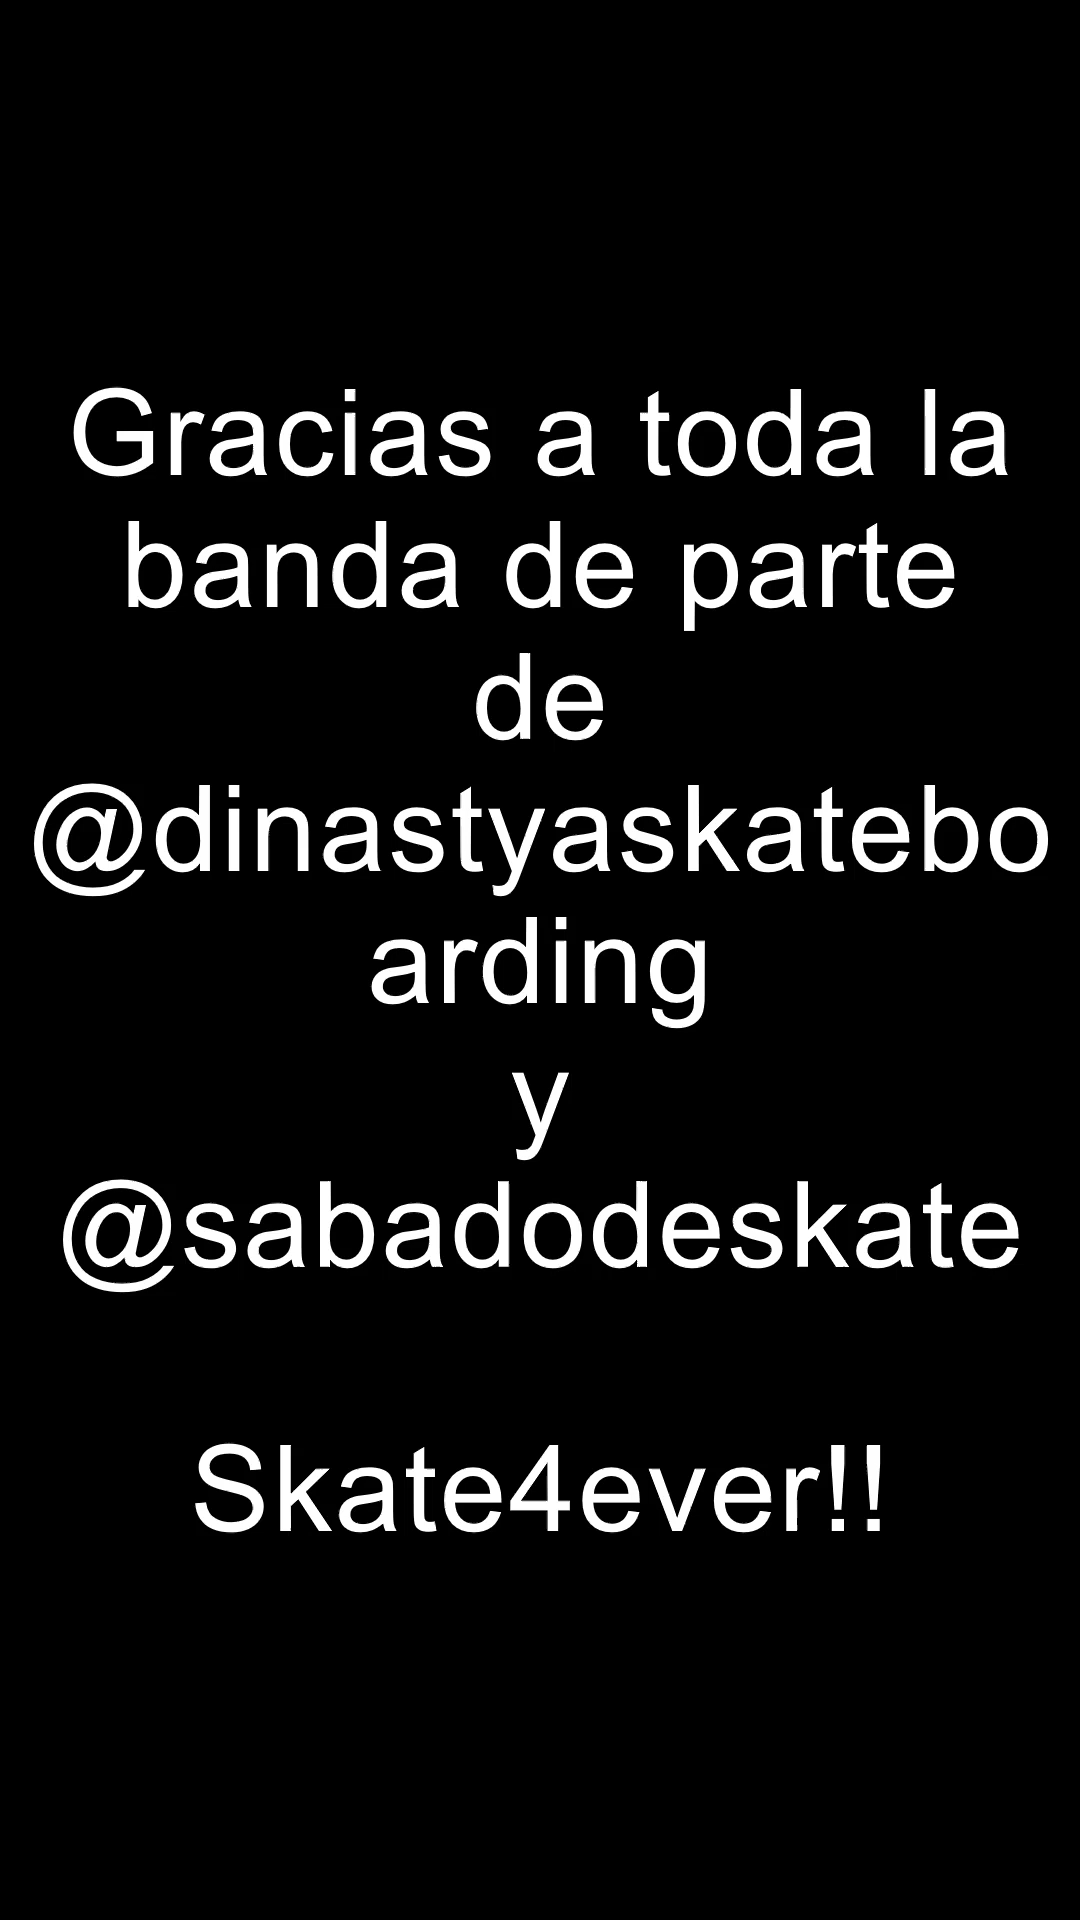 Gracias a toda la
banda de parte
de
@dinastyaskatebo
arding
y
@sabadodeskate
Skate4ever!!